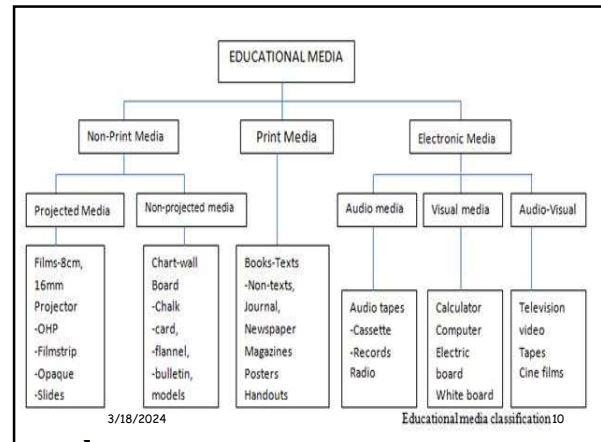 EDUCATIONAL MEDIA
Non-Print Media
Print Media
Electronic Media
Projected Media
Non-projected media
Audio media
Visual media
Audio-Visual
Films-8cm,
16mm
Projector
-OHP
-Filmstrip
-Opaque
-Slides
Chart-wall
Board
-Chalk
-card,
-flannel,
-bulletin,
models
Books-Texts
-Non-texts,
Journal,
Newspaper
Magazines
Posters
Handouts
Audio tapes
-Cassette
-Records
Radio
Calculator
Computer
Electric
board
White board
Television
video
Tapes
Cine films
3/18/2024
Educational media classification 10